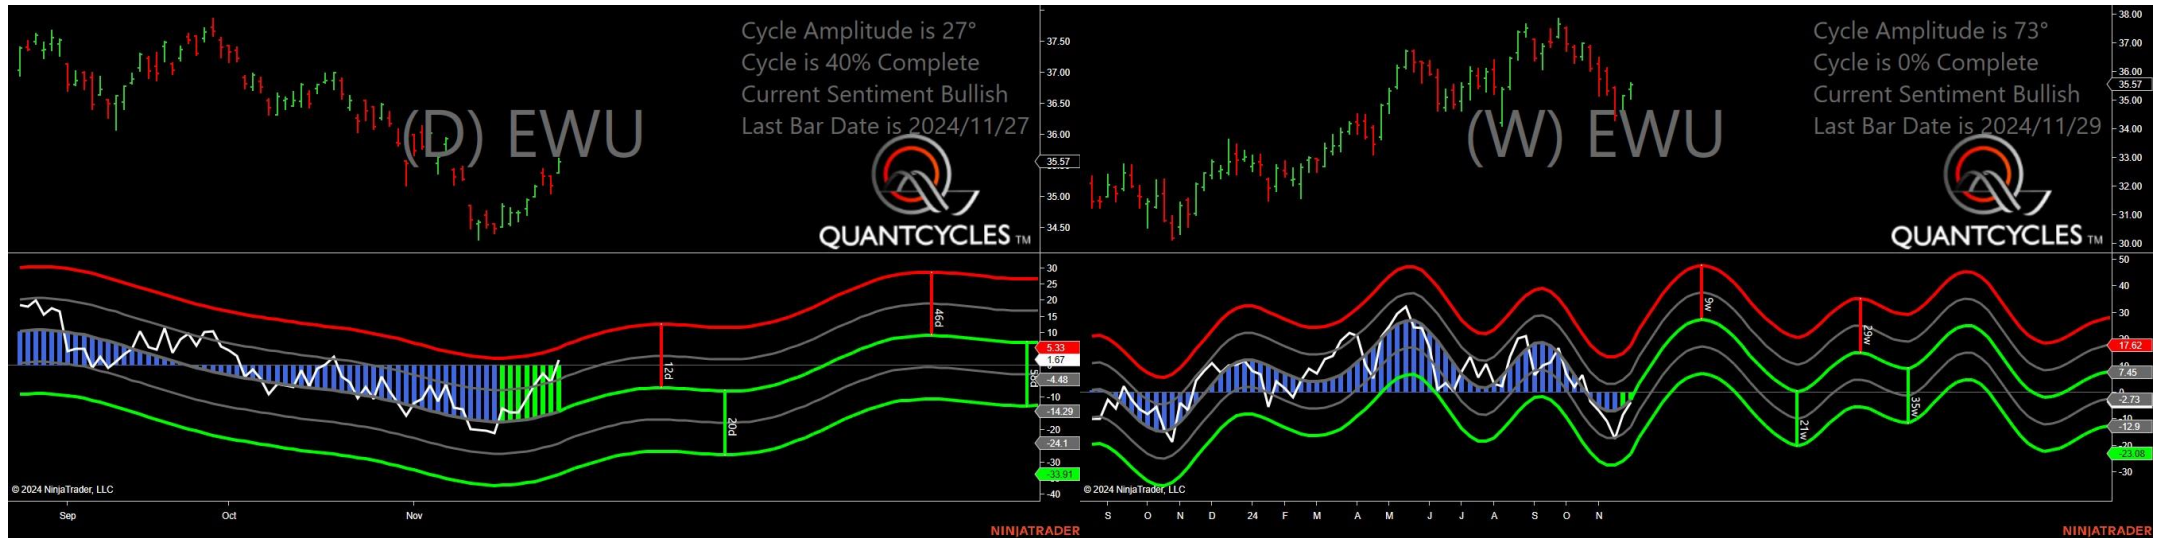 Cycle Amplitude is 27°
Cycle is 40% Complete
Current Sentiment Bullish
Last Bar Date is 2024/11/27
(D) EWU
QUANTCYCLES TM
37.50
37.00
36.50
36.00
35.57
35.00
34.50
30
25
20
15
10
5.33
1.67
-4.48
-10
-14.29
-20
-24.1
-30
-33.91
-40
12d
20d
46d
58d
© 2024 NinjaTrader, LLC
Sep Oct Nov
NINJATRADER
Cycle Amplitude is 73°
Cycle is 0% Complete
Current Sentiment Bullish
Last Bar Date is 2024/11/29
(W) EWU
QUANTCYCLES TM
38.00
37.00
36.00
35.57
35.00
34.00
33.00
32.00
31.00
30.00
50
40
30
17.62
7.45
0
-2.73
-10
-12.9
-20
-23.08
-30
9w
21w
29w
35w
© 2024 NinjaTrader, LLC
S O N D 24 F M A M J J A S O N
NINJATRADER